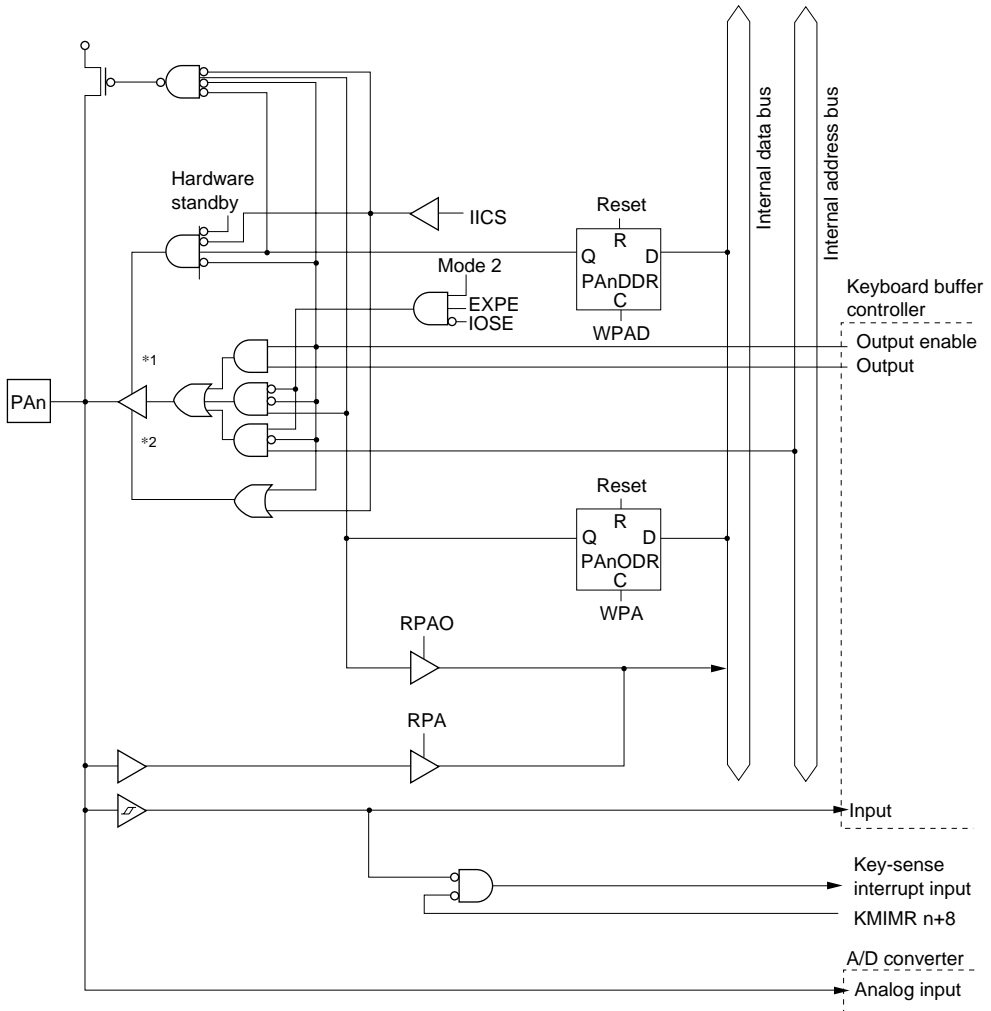 Hardware
standby
IICS
Reset
R
Q D
PAnDDR
C
WPAD
Internal data bus
Internal address bus
Mode 2
EXPE
IOSE
Keyboard buffer
controller
Output enable
Output
*1
PAn
*2
Reset
R
Q D
PAnODR
C
WPA
RPAO
RPA
Input
Key-sense
interrupt input
KMIMR n+8
A/D converter
Analog input